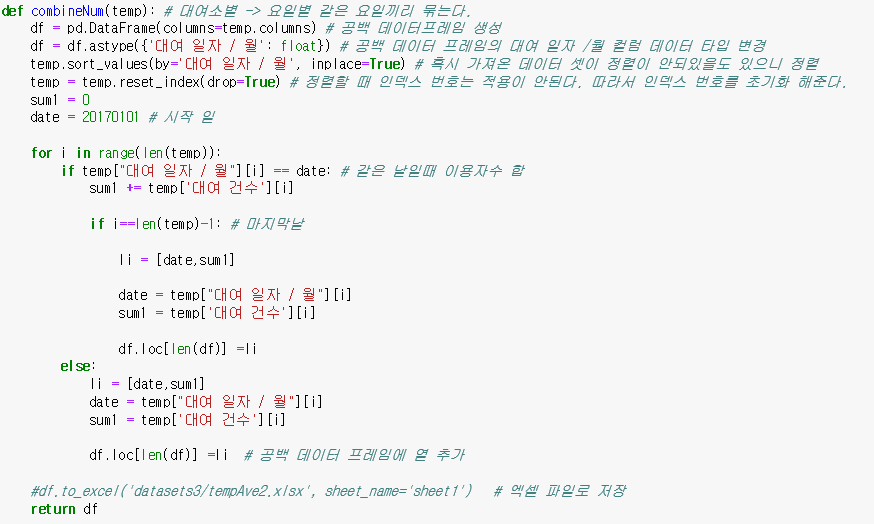 def combineNum(temp): # 대여소별 -> 요일별 같은 요일끼리 묶는다.
df = pd.DataFrame(columns=temp.columns) # 공백 데이터프레임 생성
df = df.astype({'대여 일자 / 월': float}) # 공백 데이터 프레임의 대여 일자 /월 컬럼 데이터 타입 변경
temp.sort_values(by='대여 일자 / 월', inplace=True) # 혹시 가져온 데이터 셋이 정렬이 안되있을도 있으니 정렬
temp = temp.reset_index(drop=True) # 정렬할 때 인덱스 번호는 적용이 안된다. 따라서 인덱스 번호를 초기화 해준다.
sum1 = 0
date = 20170101 # 시작 일
for i in range(len(temp)):
if temp["대여 일자 / 월"][i] == date: # 같은 날일때 이용자수 합
sum1 += temp['대여 건수'][i]
if i==len(temp)-1: # 마지막날
li = [date,sum1]
date = temp["대여 일자 / 월"][i]
sum1 = temp['대여 건수'][i]
df.loc[len(df)] =li
else:
li = [date,sum1]
date = temp["대여 일자 / 월"][i]
sum1 = temp['대여 건수'][i]
df.loc[len(df)] =li # 공백 데이터 프레임에 열 추가
#df.to_excel('datasets3/tempAve2.xlsx', sheet_name='sheet1') # 엑셀 파일로 저장
return df